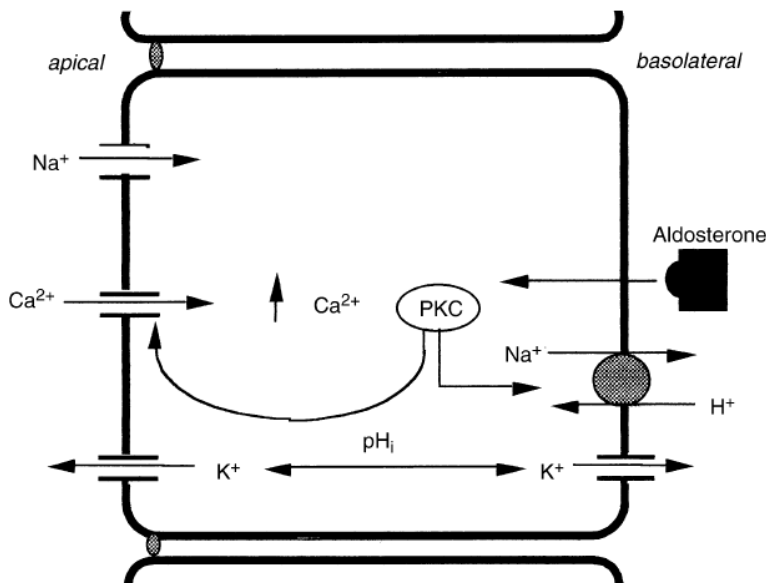 apical
basolateral
Na⁺
Aldosterone
Ca²⁺
Ca²⁺
PKC
Na⁺
H⁺
pHᵢ
K⁺
K⁺